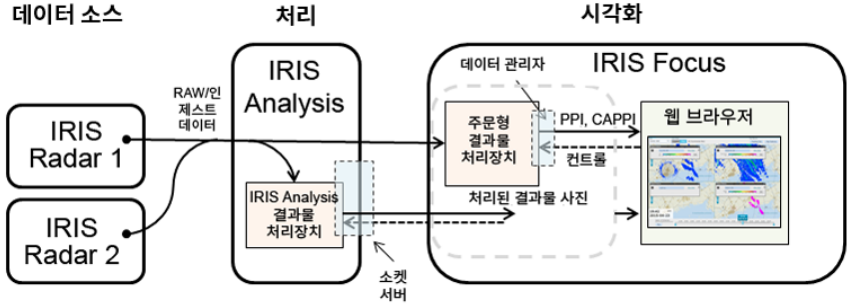 데이터 소스
처리
시각화
IRIS
Radar 1
IRIS
Radar 2
RAW/인
제스트
데이터
IRIS
Analysis
IRIS Analysis
결과물
처리장치
소켓
서버
IRIS Focus
데이터 관리자
주문형
결과물
처리장치
PPI, CAPPI
컨트롤
처리된 결과물 사진
웹 브라우저